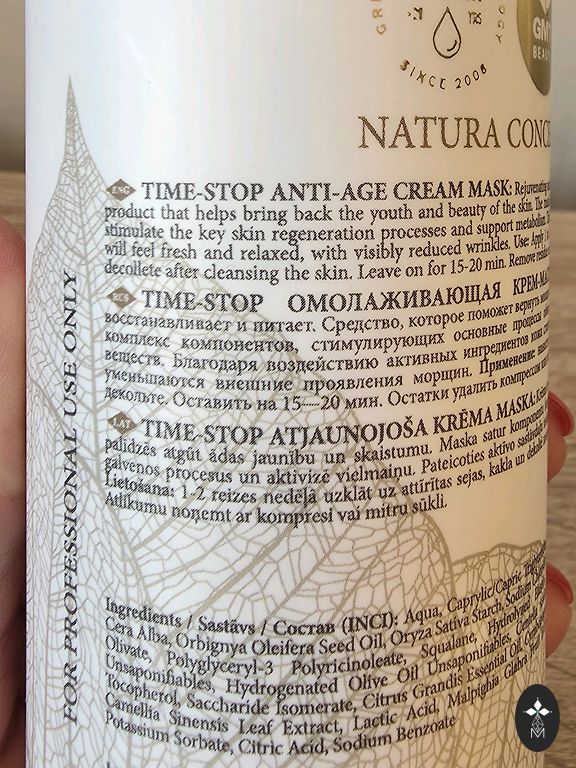 SINCE 2008
GMP
BEAU
NATURA CONCE
ENG TIME-STOP ANTI-AGE CREAM MASK: Rejuvenating
product that helps bring back the youth and beauty of the skin. The
stimulate the key skin regeneration processes and support metabolism.
will feel fresh and relaxed, with visibly reduced wrinkles. Use: Apply
decollete after cleansing the skin. Leave on for 15-20 min. Remove
RUS TIME-STOP ОМОЛАЖИВАЮЩАЯ КРЕМ-МАС
восстанавливает и питает. Средство, которое поможет вернуть
комплекс компонентов, стимулирующих основные процессы
веществ. Благодаря воздействию активных ингредиентов кожа
уменьшаются внешние проявления морщин. Применение:
декольте. Оставить на 15—20 мин. Остатки удалить компрессом
LAT TIME-STOP ATJAUNOJOŠA KRĒMA MASKA:
palīdzēs atgūt ādas jaunību un skaistumu. Maska satur komponentu
galvenos procesus un aktivizē vielmaiņu. Pateicoties aktīvo
Lietošana: 1-2 reizes nedēļā uzklāt uz attīrītas sejas, kakla un
Atlikumu noņemt ar kompresi vai mitru sūkli.
FOR PROFESSIONAL USE ONLY
Ingredients / Sastāvs / Состав (INCI): Aqua, Caprylic/Capric
Cera Alba, Orbignya Oleifera Seed Oil, Oryza Sativa Starch,
Olivate, Polyglyceryl-3 Polyricinoleate, Squalane, Hydrolyzed
Unsaponifiables, Hydrogenated Olive Oil Unsaponifiables,
Tocopherol, Saccharide Isomerate, Citrus Grandis Essential Oil,
Camellia Sinensis Leaf Extract, Lactic Acid, Malpighia Glabra
Potassium Sorbate, Citric Acid, Sodium Benzoate
M